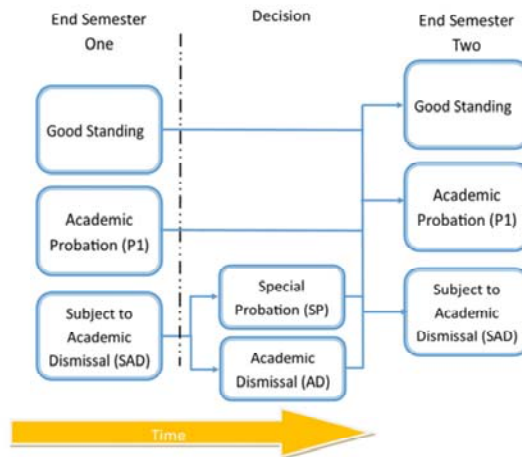 End Semester
One
Decision
End Semester
Two
Good Standing
Good Standing
Academic
Probation (P1)
Academic
Probation (P1)
Subject to
Academic
Dismissal (SAD)
Special
Probation (SP)
Academic
Dismissal (AD)
Subject to
Academic
Dismissal (SAD)
Time